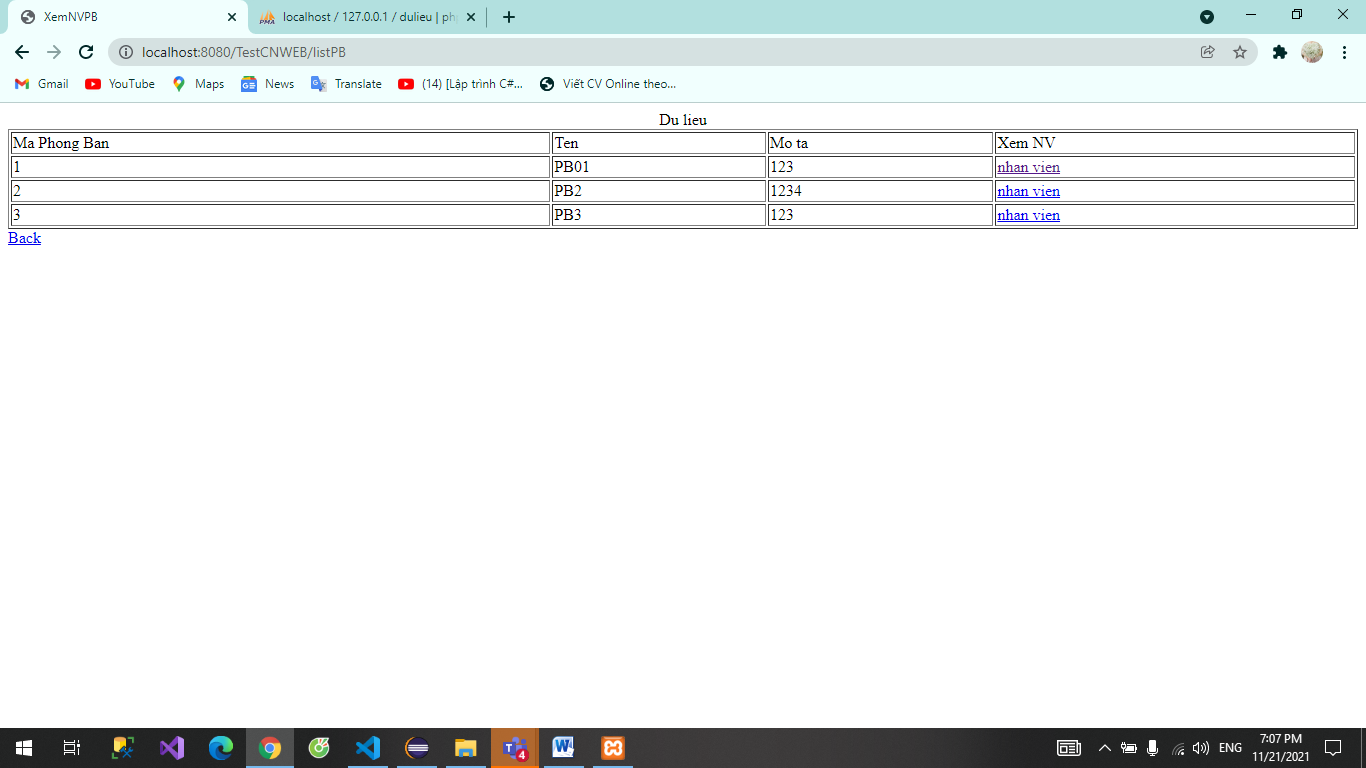 XemNVPB
PMA localhost / 127.0.0.1 / dulieu | ph
localhost:8080/TestCNWEB/listPB
Gmail YouTube Maps News Translate (14) [Lập trình C#... Viết CV Online theo...
Du lieu
Ma Phong Ban Ten Mo ta Xem NV
1 PB01 123 nhan vien
2 PB2 1234 nhan vien
3 PB3 123 nhan vien
Back
4
ENG
7:07 PM
11/21/2021